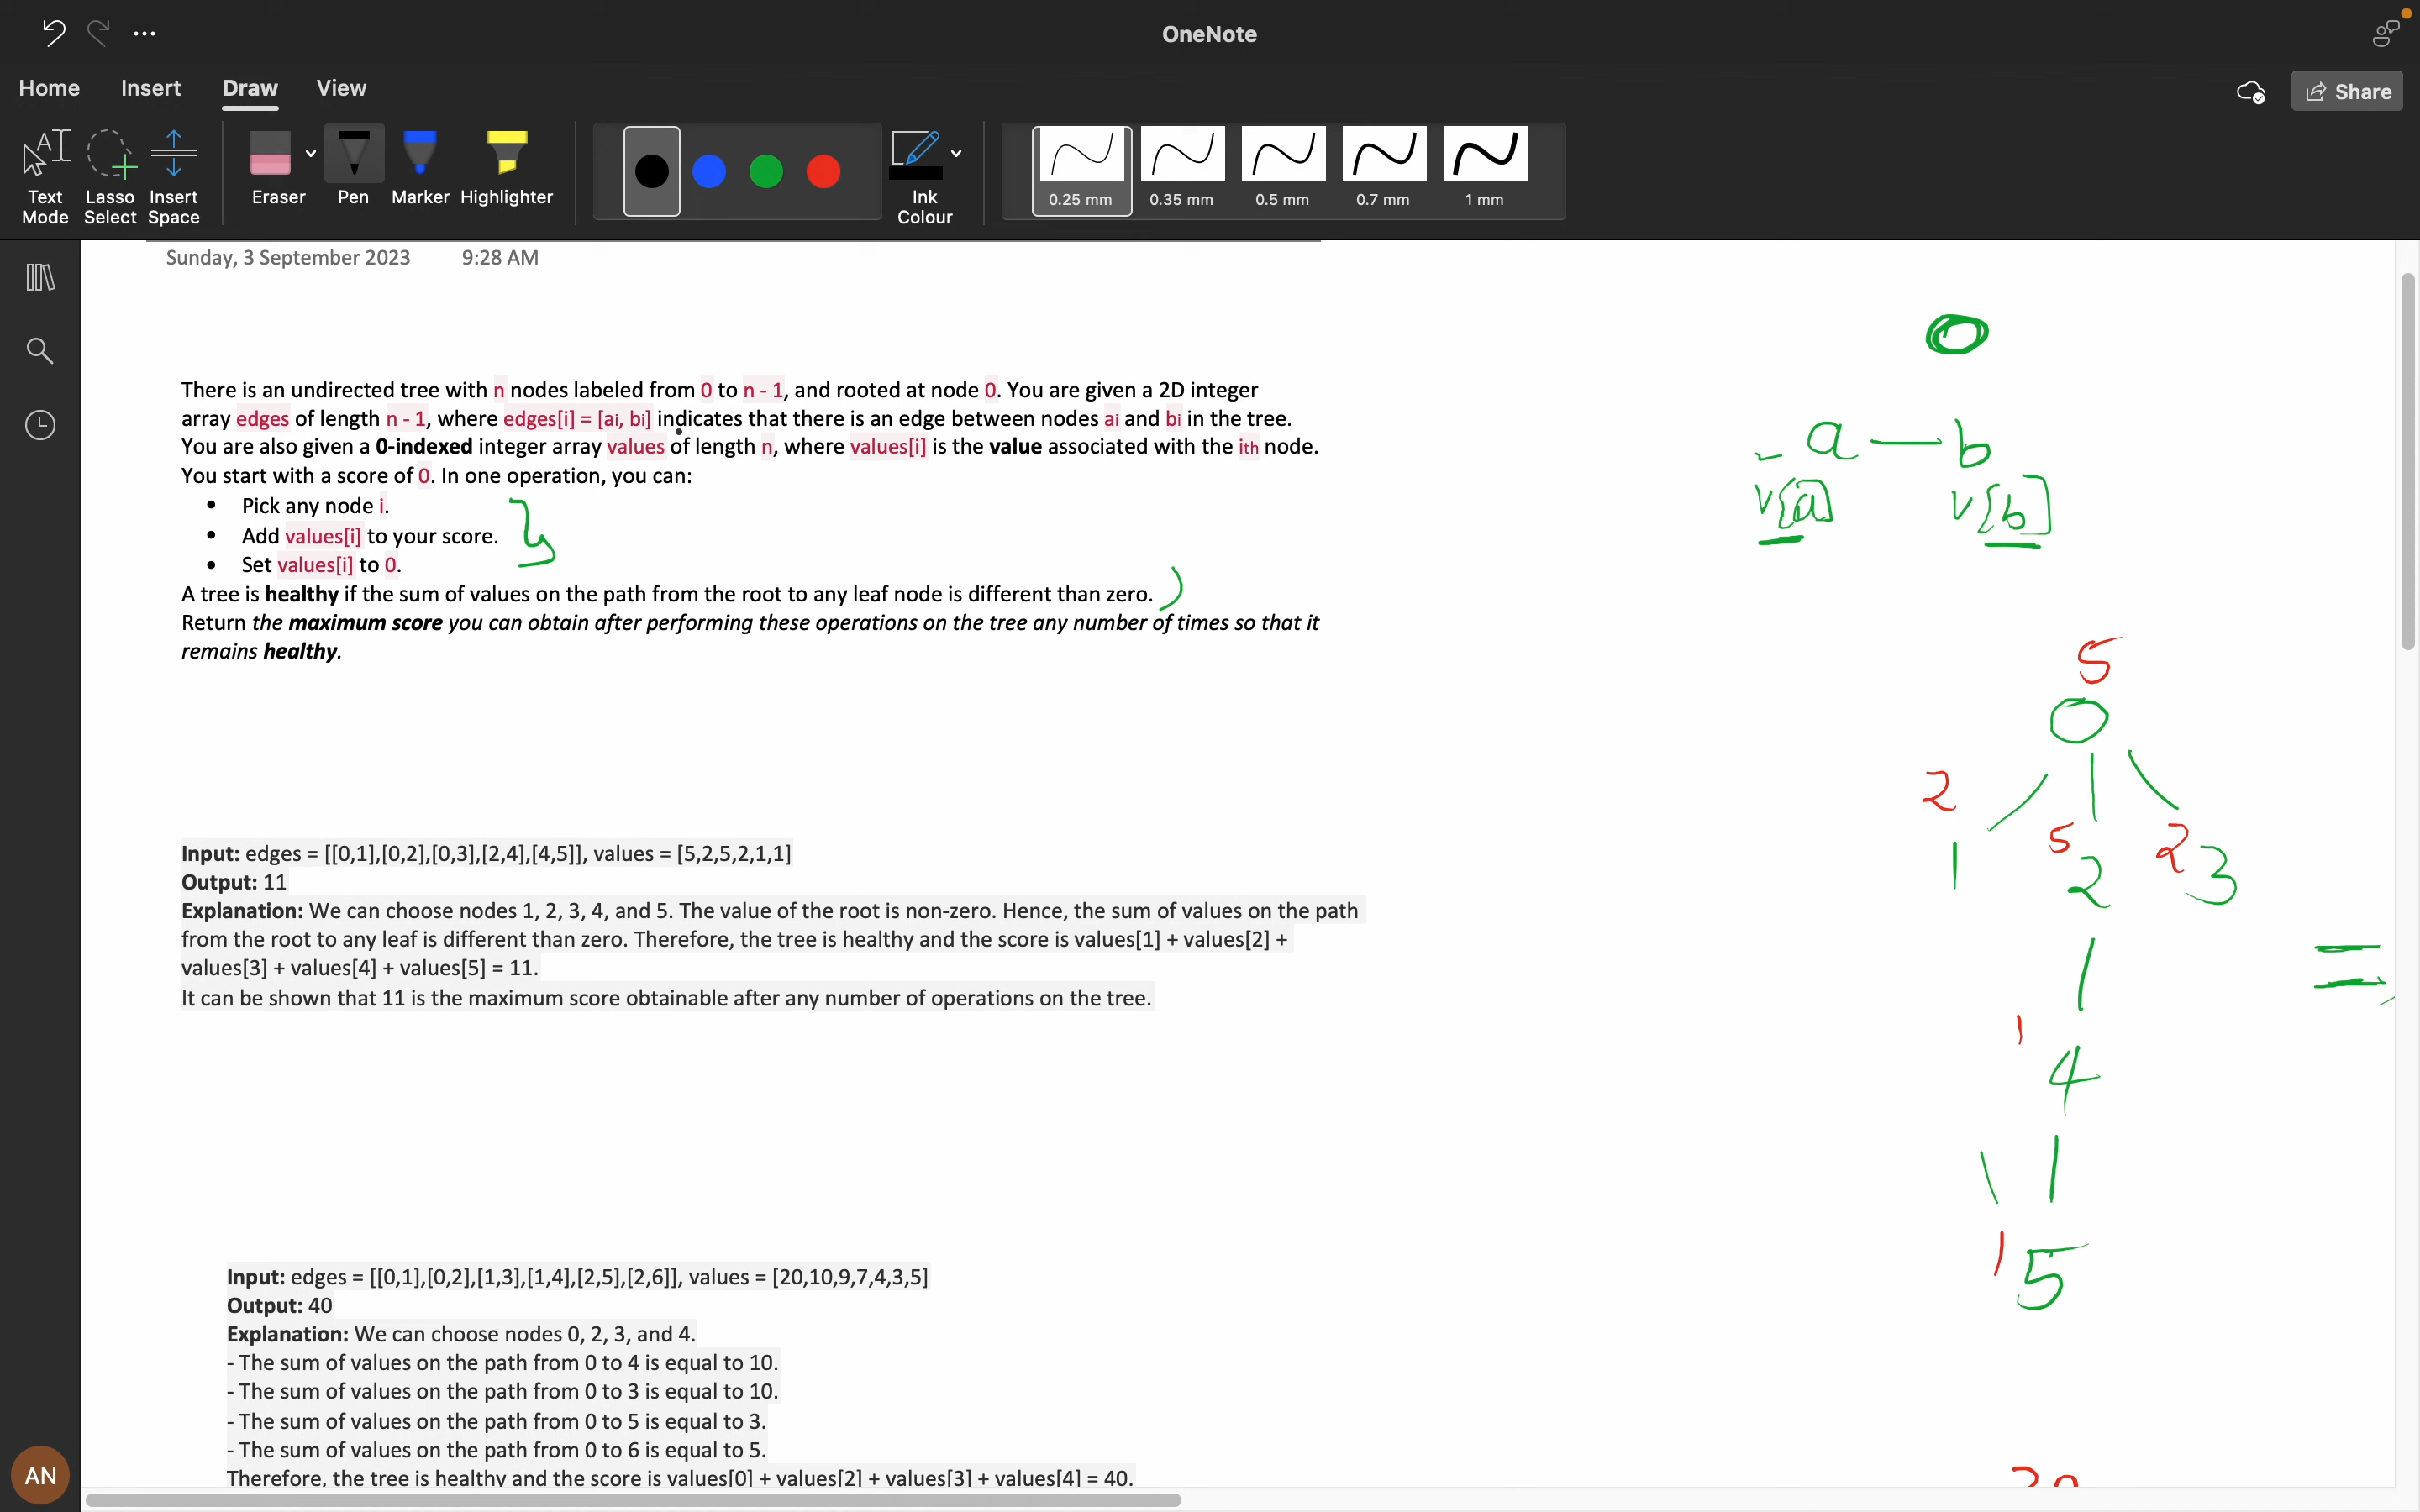 OneNote
Home Insert Draw View
Share
Text Mode
Lasso Select
Insert Space
Eraser
Pen
Marker
Highlighter
Ink Colour
0.25 mm
0.35 mm
0.5 mm
0.7 mm
1 mm
Sunday, 3 September 2023 9:28 AM
There is an undirected tree with n nodes labeled from 0 to n - 1, and rooted at node 0. You are given a 2D integer
array edges of length n - 1, where edges[i] = [ai, bi] indicates that there is an edge between nodes ai and bi in the tree.
You are also given a 0-indexed integer array values of length n, where values[i] is the value associated with the ith node.
You start with a score of 0. In one operation, you can:
• Pick any node i.
• Add values[i] to your score.
• Set values[i] to 0.
A tree is healthy if the sum of values on the path from the root to any leaf node is different than zero.
Return the maximum score you can obtain after performing these operations on the tree any number of times so that it
remains healthy.
Input: edges = [[0,1],[0,2],[0,3],[2,4],[4,5]], values = [5,2,5,2,1,1]
Output: 11
Explanation: We can choose nodes 1, 2, 3, 4, and 5. The value of the root is non-zero. Hence, the sum of values on the path
from the root to any leaf is different than zero. Therefore, the tree is healthy and the score is values[1] + values[2] +
values[3] + values[4] + values[5] = 11.
It can be shown that 11 is the maximum score obtainable after any number of operations on the tree.
Input: edges = [[0,1],[0,2],[1,3],[1,4],[2,5],[2,6]], values = [20,10,9,7,4,3,5]
Output: 40
Explanation: We can choose nodes 0, 2, 3, and 4.
- The sum of values on the path from 0 to 4 is equal to 10.
- The sum of values on the path from 0 to 3 is equal to 10.
- The sum of values on the path from 0 to 5 is equal to 3.
- The sum of values on the path from 0 to 6 is equal to 5.
Therefore, the tree is healthy and the score is values[0] + values[2] + values[3] + values[4] = 40.
0
a — b
v[a] v[b]
5
0
2
1
5
2
2
3
1
4
1
5
20
AN